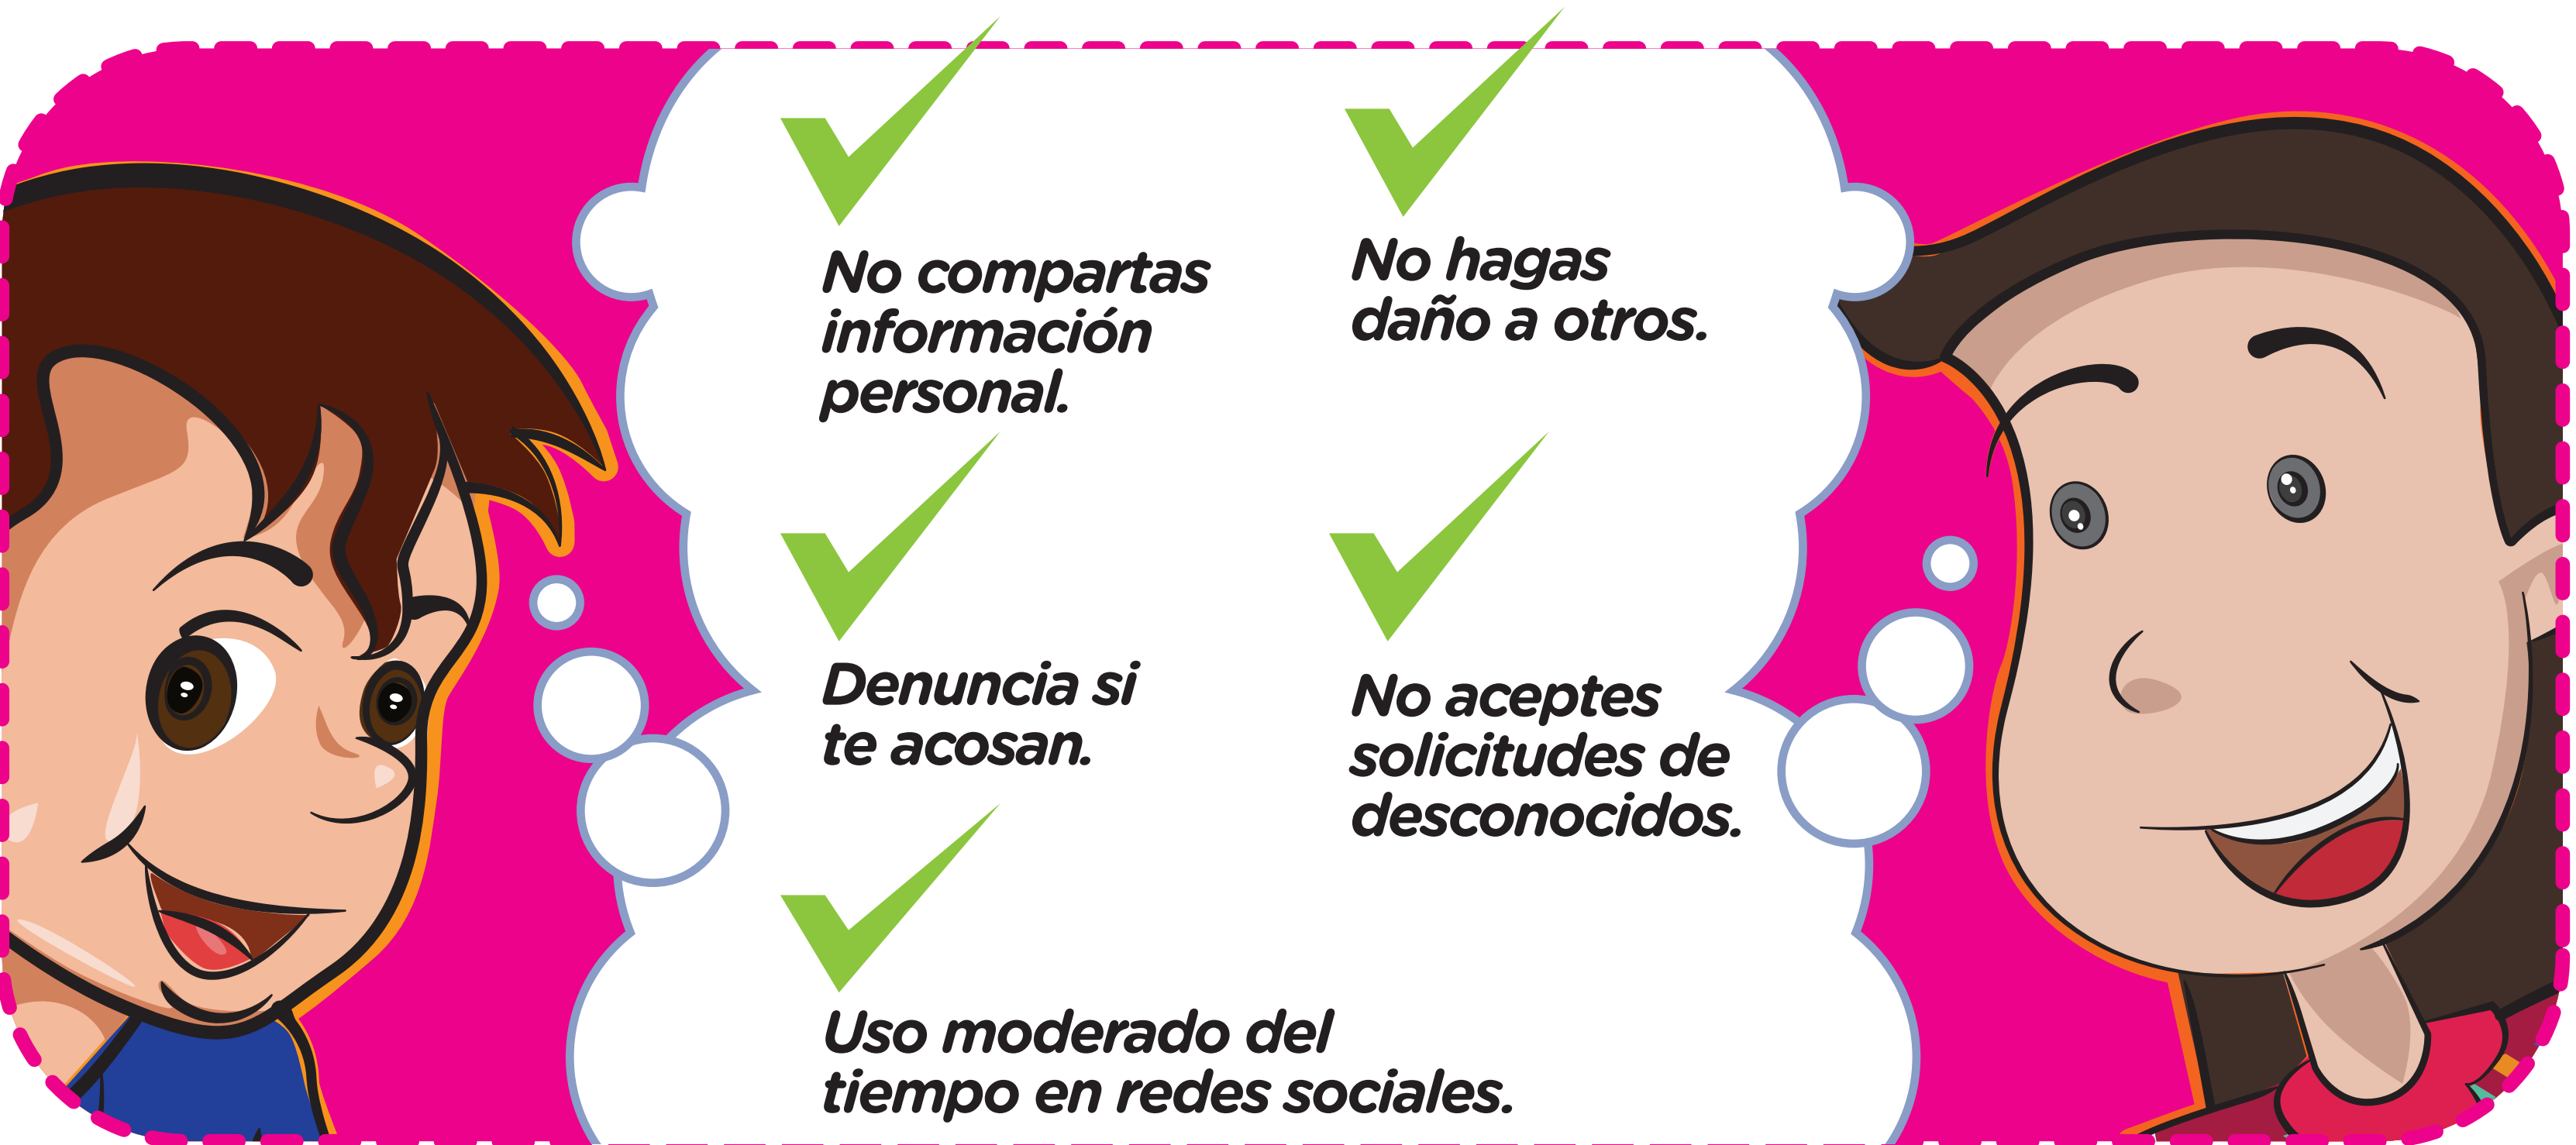 No compartas
información
personal.
No hagas
daño a otros.
Denuncia si
te acosan.
No aceptes
solicitudes de
desconocidos.
Uso moderado del
tiempo en redes sociales.